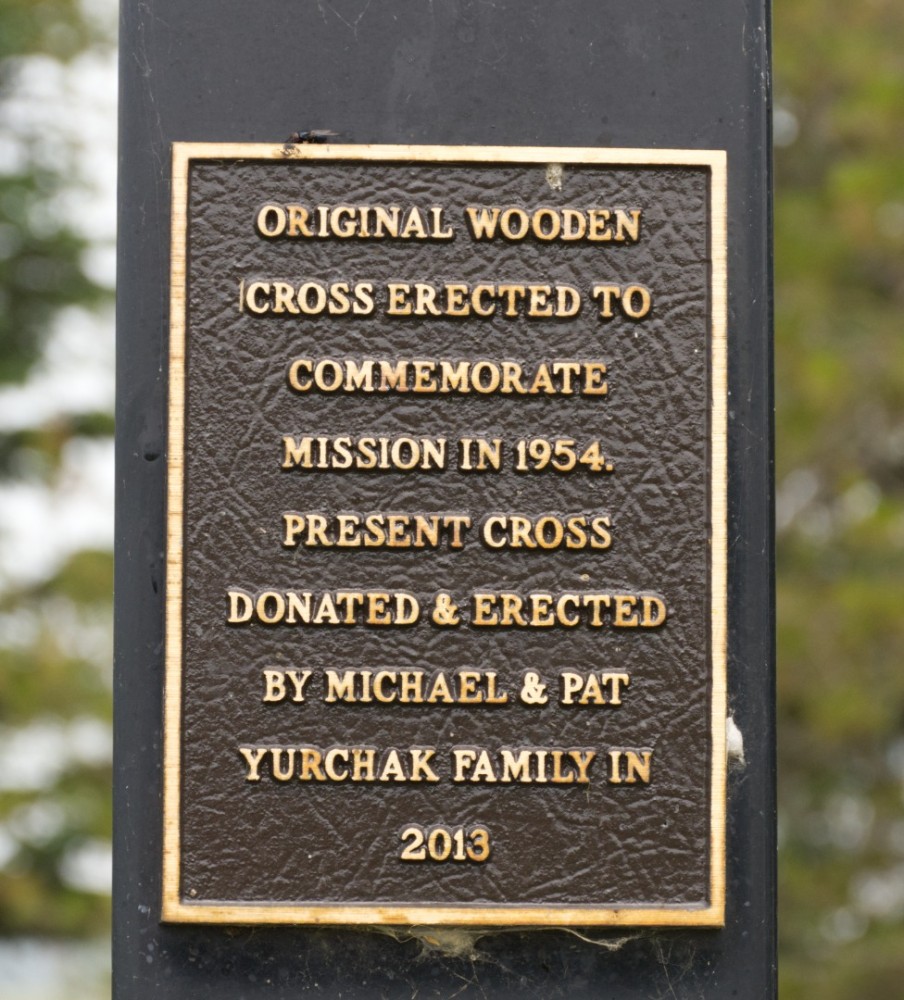 ORIGINAL WOODEN
CROSS ERECTED TO
COMMEMORATE
MISSION IN 1954.
PRESENT CROSS
DONATED & ERECTED
BY MICHAEL & PAT
YURCHAK FAMILY IN
2013